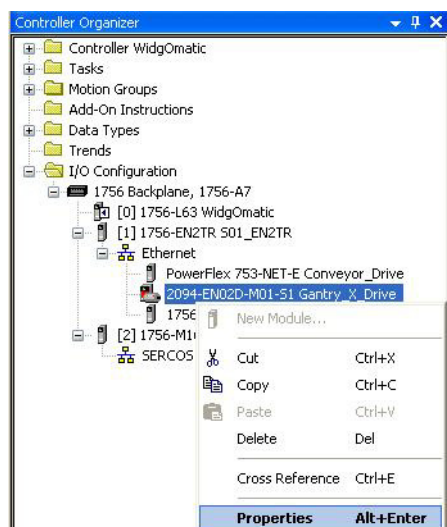 Controller Organizer
Controller WidgOmatic
Tasks
Motion Groups
Add-On Instructions
Data Types
Trends
I/O Configuration
1756 Backplane, 1756-A7
[0] 1756-L63 WidgOmatic
[1] 1756-EN2TR S01_EN2TR
Ethernet
PowerFlex 753-NET-E Conveyor_Drive
2094-EN02D-M01-S1 Gantry_X_Drive
1756
[2] 1756-M1
SERCOS
New Module...
Cut Ctrl+X
Copy Ctrl+C
Paste Ctrl+V
Delete Del
Cross Reference Ctrl+E
Properties Alt+Enter